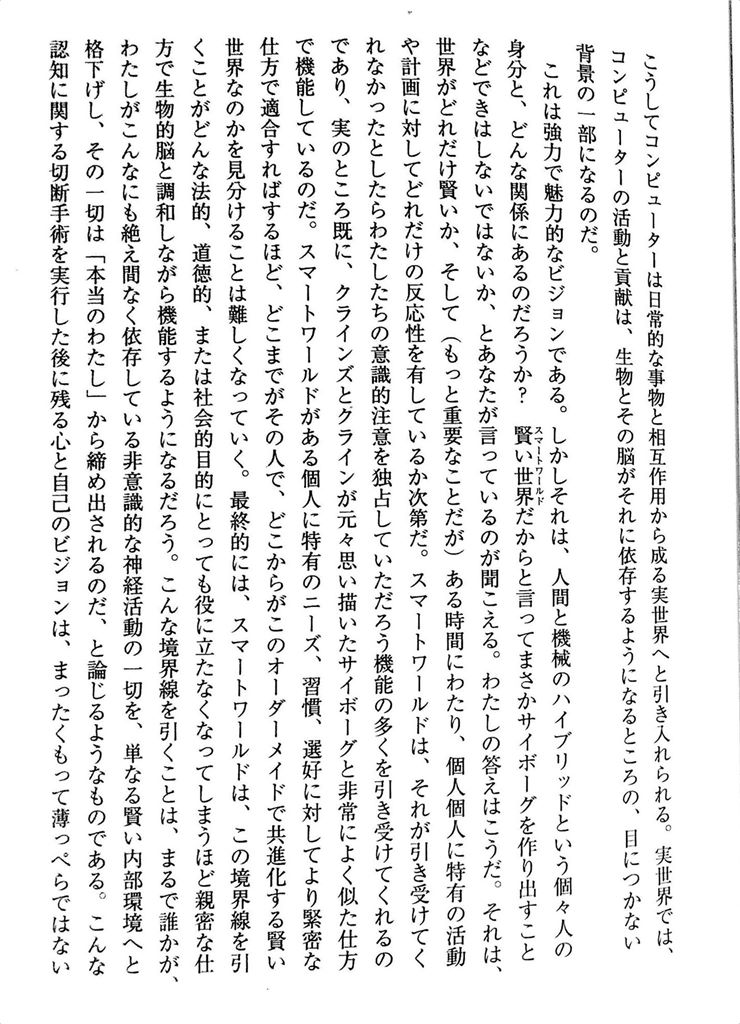 こうしてコンピューターは日常的な事物と相互作用から成る実世界へと引き入れられる。実世界では、
コンピューターの活動と貢献は、生物とその脳がそれに依存するようになるところの、目につかない
背景の一部になるのだ。
これは強力で魅力的なビジョンである。しかしそれは、人間と機械のハイブリッドという個々人の
身分と、どんな関係にあるのだろうか？　賢い世界だからと言ってまさかサイボーグを作り出すこと
スマートワールド
などできはしないではないか、とあなたが言っているのが聞こえる。わたしの答えはこうだ。それは、
世界がどれだけ賢いか、そして（もっと重要なことだが）ある時間にわたり、個人個人に特有の活動
や計画に対してどれだけの反応性を有しているか次第だ。スマートワールドは、それが引き受けてく
れなかったとしたらわたしたちの意識的注意を独占していただろう機能の多くを引き受けてくれるの
であり、実のところ既に、クラインズとクラインが元々思い描いたサイボーグと非常によく似た仕方
で機能しているのだ。スマートワールドがある個人に特有のニーズ、習慣、選好に対してより緊密な
仕方で適合すればするほど、どこまでがその人で、どこからがこのオーダーメイドで共進化する賢い
世界なのかを見分けることは難しくなっていく。最終的には、スマートワールドは、この境界線を引
くことがどんな法的、道徳的、または社会的目的にとっても役に立たなくなってしまうほど親密な仕
方で生物的脳と調和しながら機能するようになるだろう。こんな境界線を引くことは、まるで誰かが、
わたしがこんなにも絶え間なく依存している非意識的な神経活動の一切を、単なる賢い内部環境へと
格下げし、その一切は「本当のわたし」から締め出されるのだ、と論じるようなものである。こんな
認知に関する切断手術を実行した後に残る心と自己のビジョンは、まったくもって薄っぺらではない